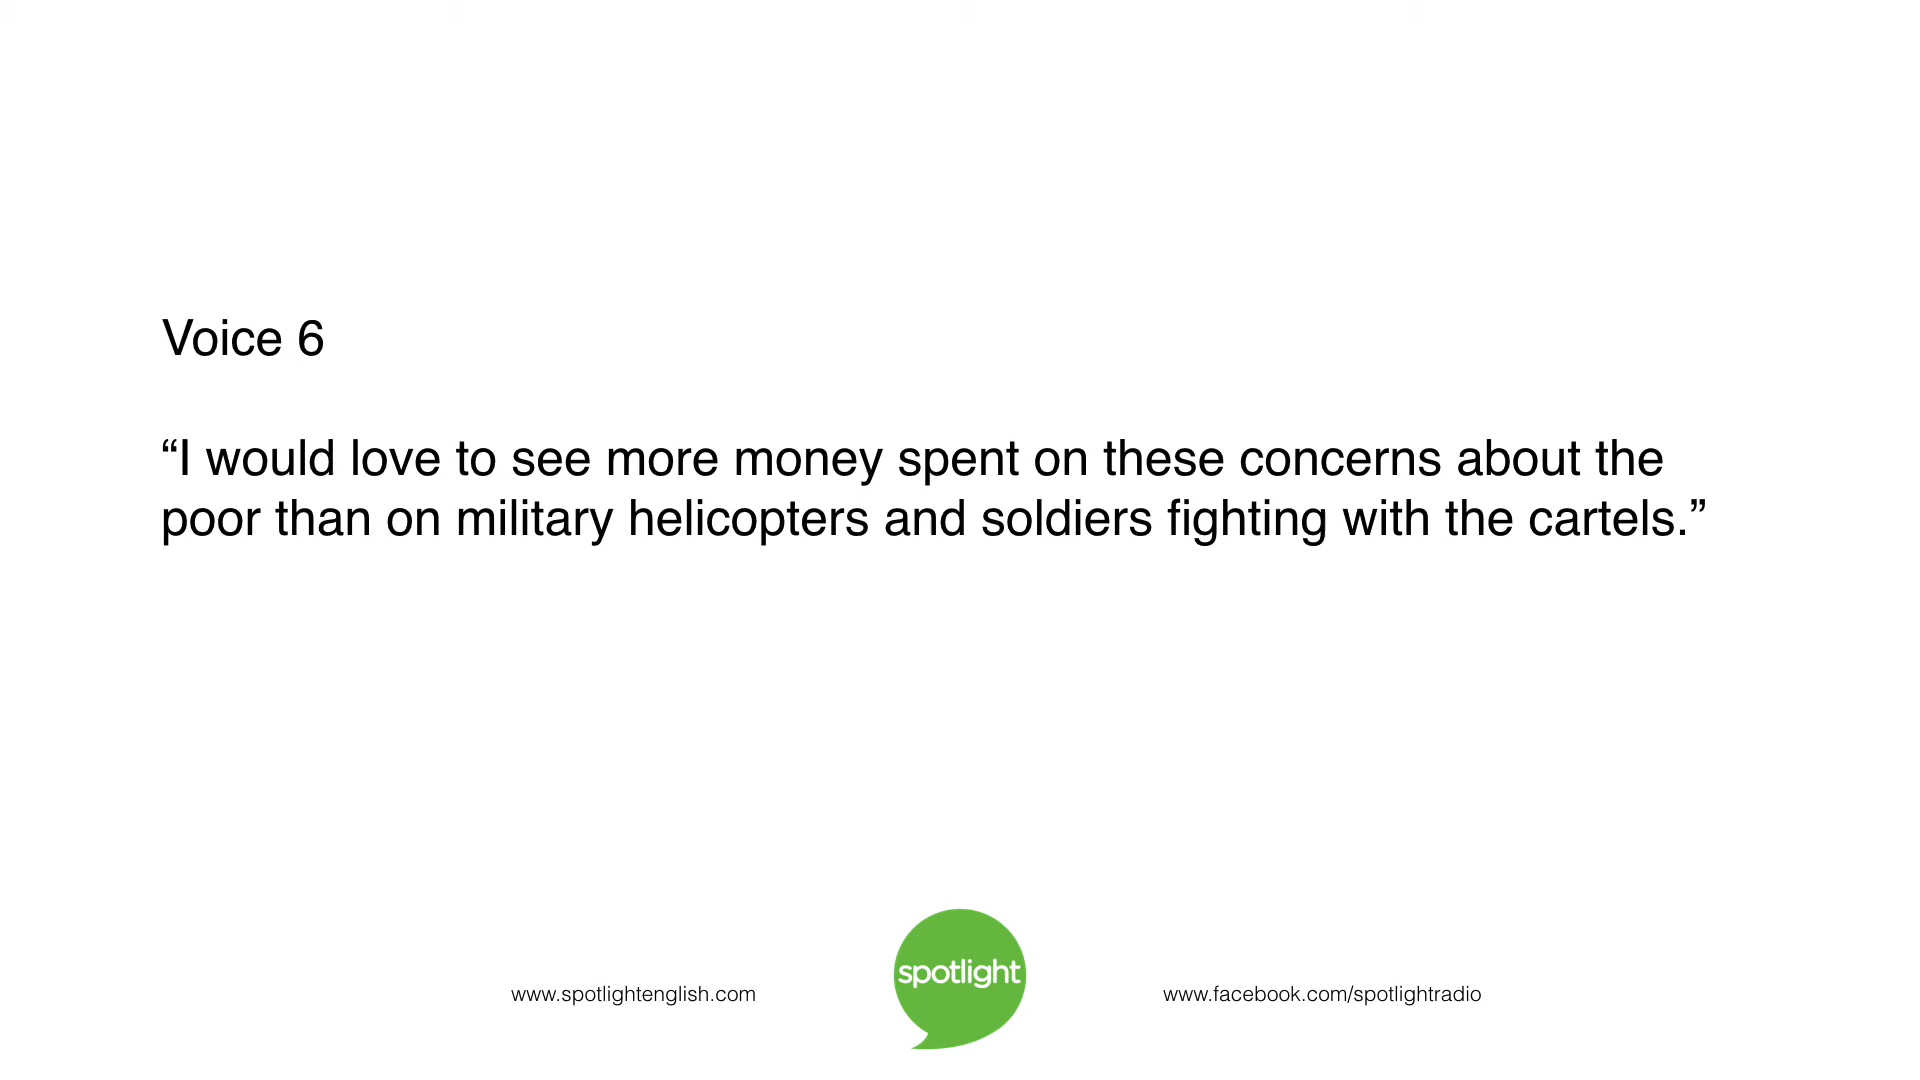 Voice 6
“I would love to see more money spent on these concerns about the
poor than on military helicopters and soldiers fighting with the cartels.”
spotlight
www.spotlightenglish.com
www.facebook.com/spotlightradio